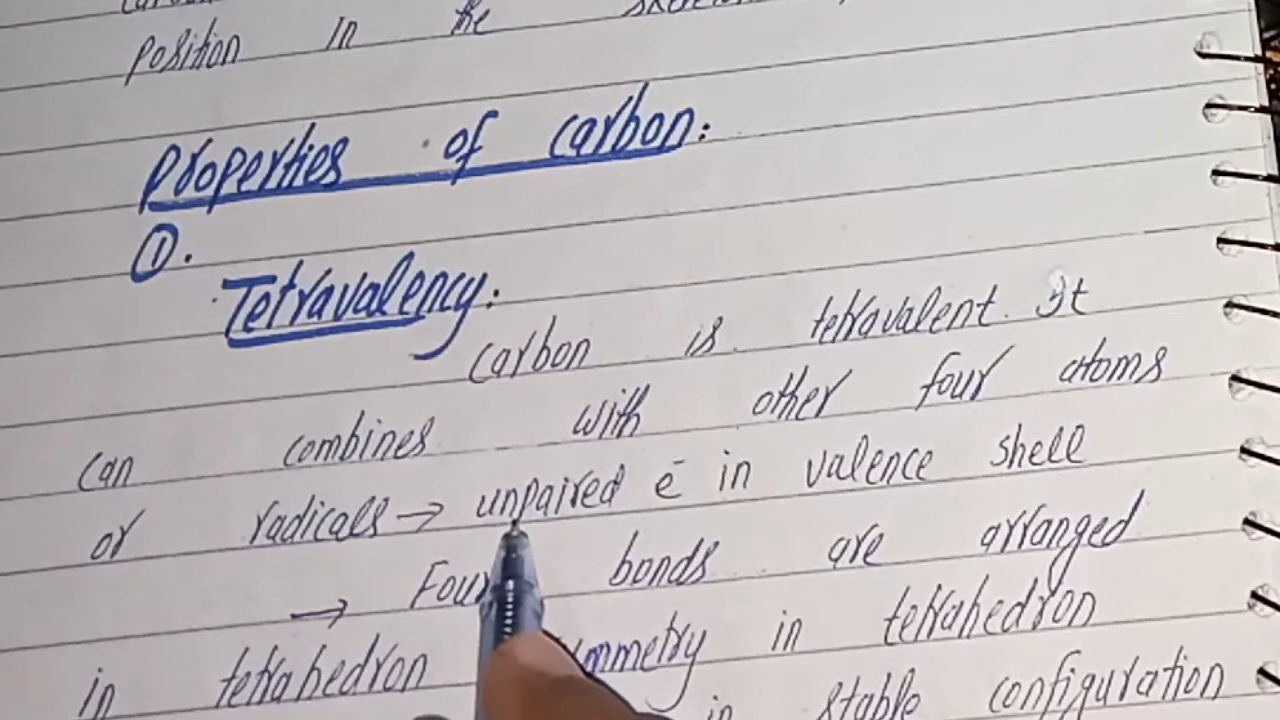 position in the
Properties of carbon:
①.
Tetravalency:
carbon is tetravalent. It
can combines with other four atoms
or radicals → unpaired ē in valence shell
→ Four bonds are arranged
in tetrahedron in tetrahedron
in stable configuration